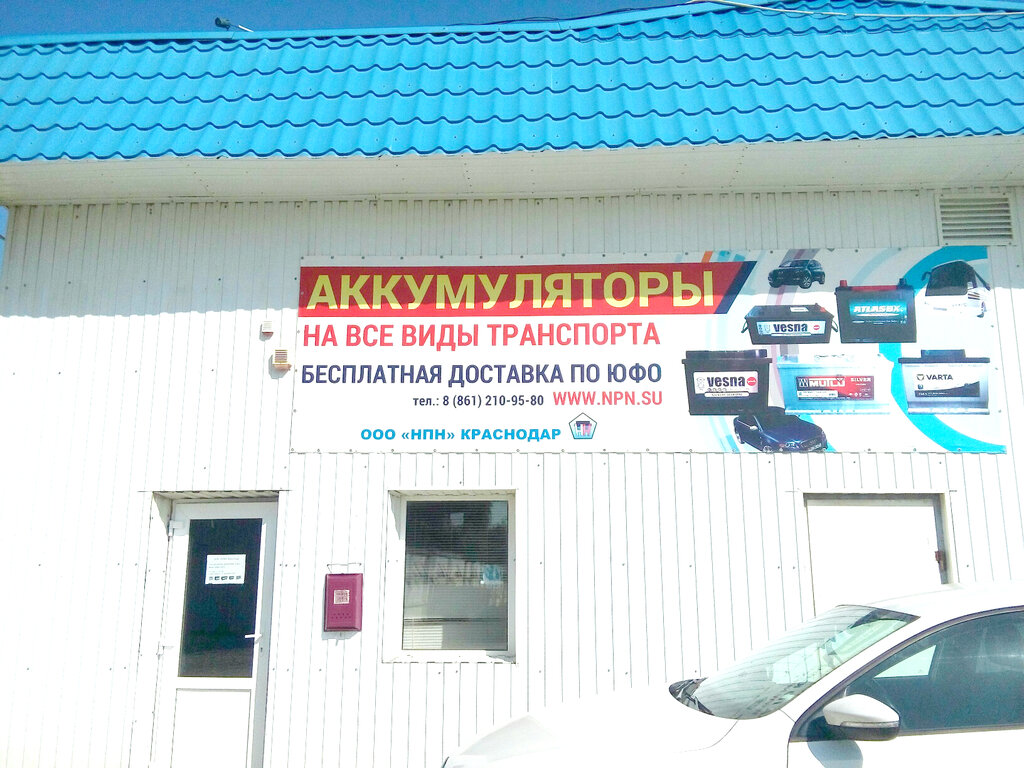 АККУМУЛЯТОРЫ
НА ВСЕ ВИДЫ ТРАНСПОРТА
БЕСПЛАТНАЯ ДОСТАВКА ПО ЮФО
тел.: 8 (861) 210-95-80 WWW.NPN.SU
ООО «НПН» КРАСНОДАР
ATLASBX
vesna
vesna
MUTLU SILVER
VARTA